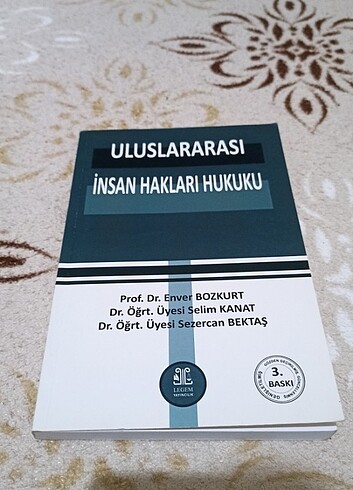 ULUSLARARASI
İNSAN HAKLARI HUKUKU
Prof. Dr. Enver BOZKURT
Dr. Öğrt. Üyesi Selim KANAT
Dr. Öğrt. Üyesi Sezercan BEKTAŞ
LEGEM
YAYINCILIK
3.
BASKI